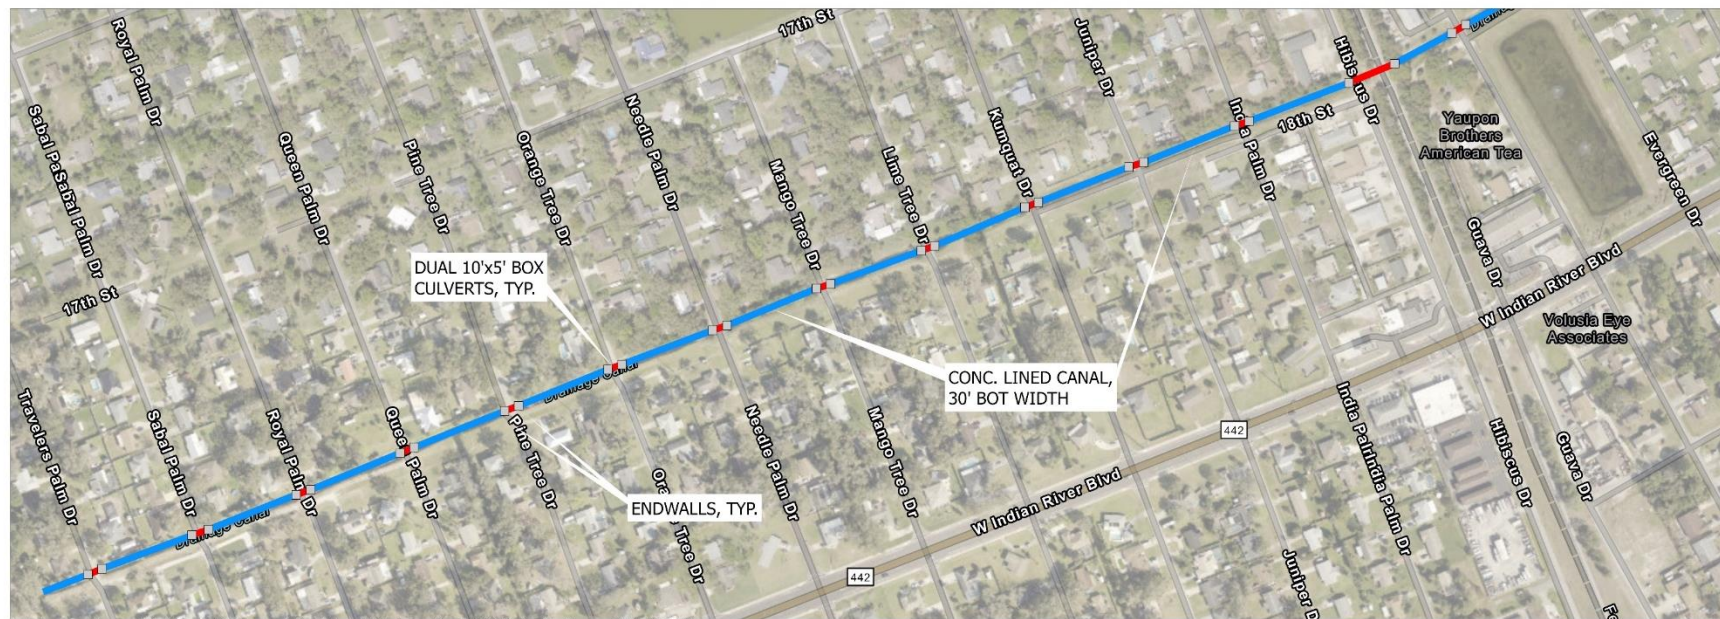 17th St
Royal Palm Dr
Juniper Dr
Hibiscus Dr
Sabal Palm Dr
Queen Palm Dr
Pine Tree Dr
Orange Tree Dr
Needle Palm Dr
Mango Tree Dr
Lime Tree Dr
Kumquat Dr
India Palm Dr
18th St
Yaupon
Brothers
American Tea
Evergreen Dr
Guava Dr
W Indian River Blvd
Volusia Eye
Associates
17th St
DUAL 10'x5' BOX
CULVERTS, TYP.
Drainage Canal
CONC. LINED CANAL,
30' BOT WIDTH
Travelers Palm Dr
Sabal Palm Dr
Royal Palm Dr
Queen Palm Dr
Pine Tree Dr
ENDWALLS, TYP.
Needle Palm Dr
Mango Tree Dr
442
W Indian River Blvd
India Palm Dr
Hibiscus Dr
Guava Dr
Drainage Canal
442
Juniper D
Fe